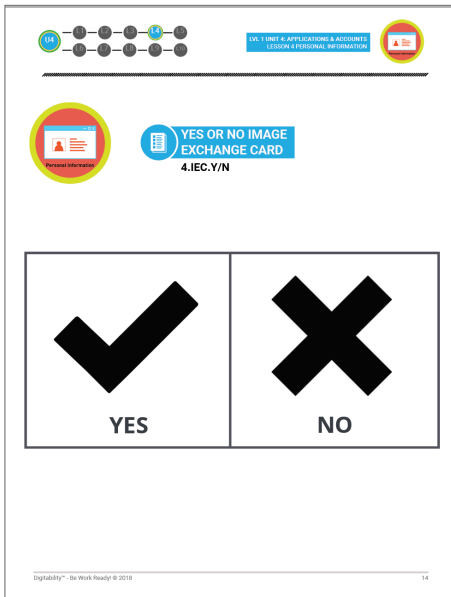 U4
L1
L2
L3
L4
L5
L6
L7
L8
L9
L10
LVL 1 UNIT 4: APPLICATIONS & ACCOUNTS
LESSON 4 PERSONAL INFORMATION
Personal Information
Personal Information
YES OR NO IMAGE
EXCHANGE CARD
4.IEC.Y/N
YES
NO
Digitability™ - Be Work Ready! © 2018
14